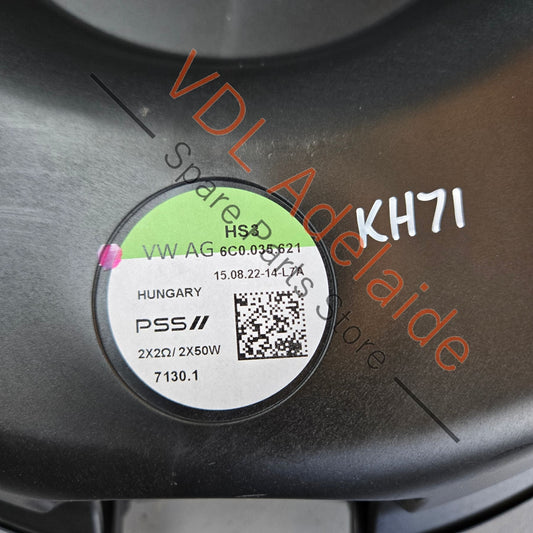 VDL Adelaide
Spare Parts Store
KH71
HS3
VW AG 6C0.035.621
15.08.22-14-L7A
HUNGARY
PSS//
2X2Ω/ 2X50W
7130.1